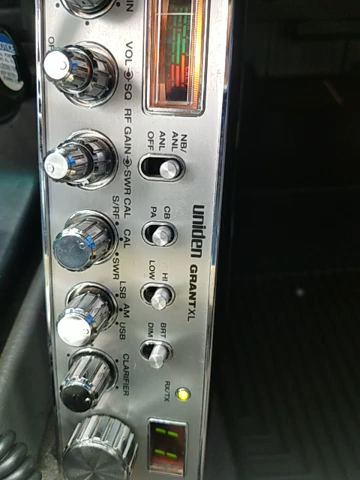 OFF
VOL
SQ
RF GAIN
SWR CAL
S/RF
CAL
SWR
LSB
AM
USB
CLARIFIER
NB/
ANL
ANL
OFF
CB
PA
HI
LOW
BRT
DIM
uniden
GRANT XL
RX/TX